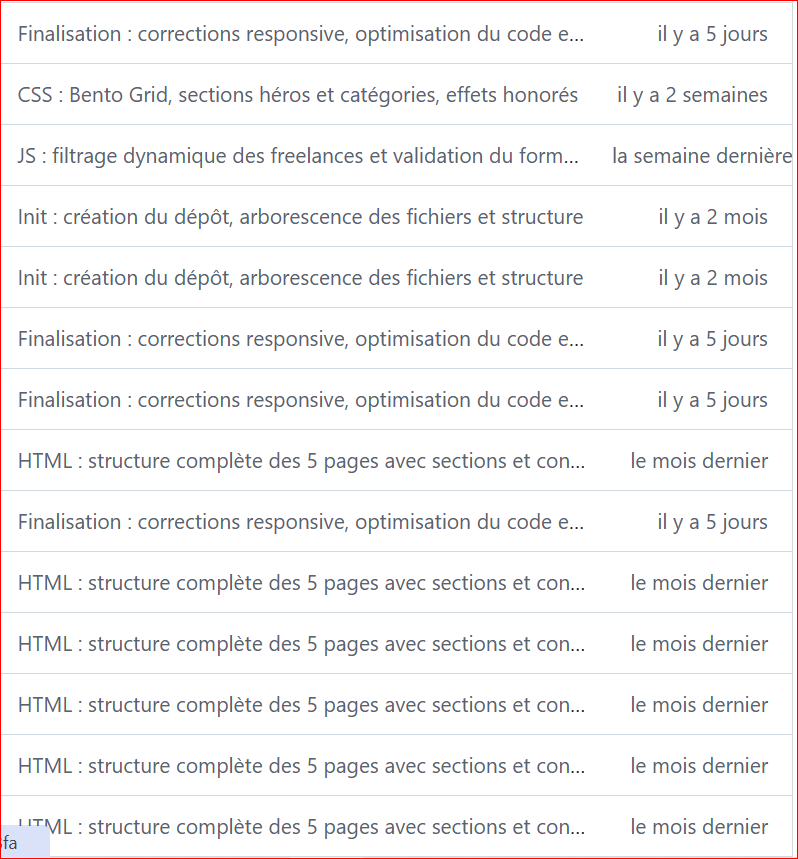 Finalisation : corrections responsive, optimisation du code e... il y a 5 jours
CSS : Bento Grid, sections héros et catégories, effets honorés il y a 2 semaines
JS : filtrage dynamique des freelances et validation du form... la semaine dernière
Init : création du dépôt, arborescence des fichiers et structure il y a 2 mois
Init : création du dépôt, arborescence des fichiers et structure il y a 2 mois
Finalisation : corrections responsive, optimisation du code e... il y a 5 jours
Finalisation : corrections responsive, optimisation du code e... il y a 5 jours
HTML : structure complète des 5 pages avec sections et con... le mois dernier
Finalisation : corrections responsive, optimisation du code e... il y a 5 jours
HTML : structure complète des 5 pages avec sections et con... le mois dernier
HTML : structure complète des 5 pages avec sections et con... le mois dernier
HTML : structure complète des 5 pages avec sections et con... le mois dernier
HTML : structure complète des 5 pages avec sections et con... le mois dernier
HTML : structure complète des 5 pages avec sections et con... le mois dernier
fa